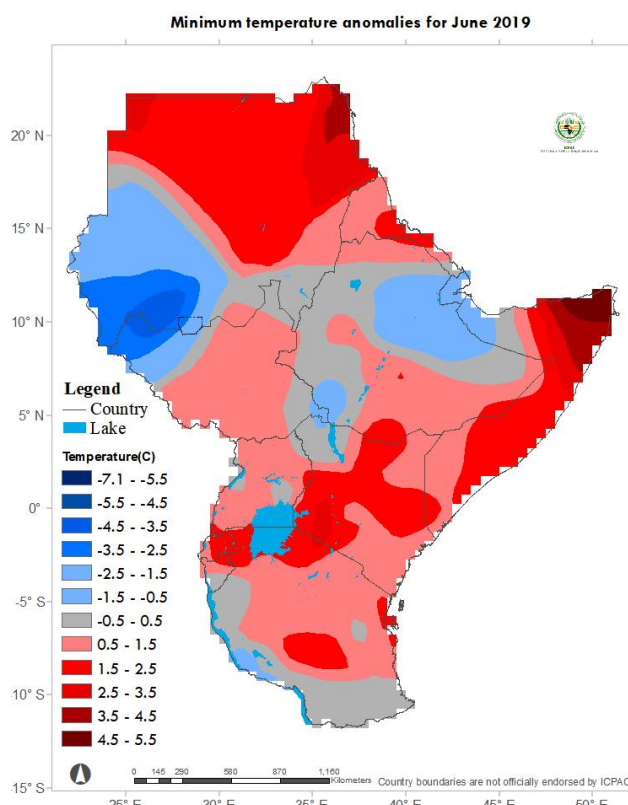 Minimum temperature anomalies for June 2019
20° N
15° N
10° N
5° N
0°
-5° S
-10° S
15° S
Legend
Country
Lake
Temperature(C)
-7.1 - -5.5
-5.5 - -4.5
-4.5 - -3.5
-3.5 - -2.5
-2.5 - -1.5
-1.5 - -0.5
-0.5 - 0.5
0.5 - 1.5
1.5 - 2.5
2.5 - 3.5
3.5 - 4.5
4.5 - 5.5
ICPAC
0 145 290 580 870 1,160
Kilometers
Country boundaries are not officially endorsed by ICPAC
25° E 30° E 35° E 40° E 45° E 50° E